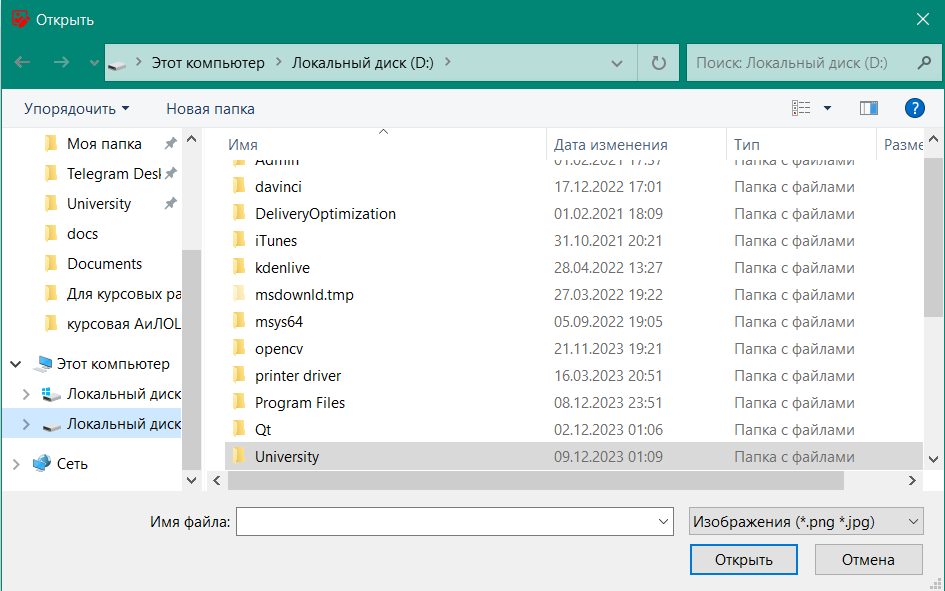 Открыть
Этот компьютер Локальный диск (D:) Поиск: Локальный диск (D:)
Упорядочить Новая папка
Моя папка
Telegram Desl
University
docs
Documents
Для курсовых ра
курсовая АиЛОЦ
Этот компьютер
Локальный диск
Локальный диск
Сеть
Имя Дата изменения Тип Разме
Admin 01.02.2021 17:57 Папка с файлами
davinci 17.12.2022 17:01 Папка с файлами
DeliveryOptimization 01.02.2021 18:09 Папка с файлами
iTunes 31.10.2021 20:21 Папка с файлами
kdenlive 28.04.2022 13:27 Папка с файлами
msdownld.tmp 27.03.2022 19:22 Папка с файлами
msys64 05.09.2022 19:05 Папка с файлами
opencv 21.11.2023 19:21 Папка с файлами
printer driver 16.03.2023 20:51 Папка с файлами
Program Files 08.12.2023 23:51 Папка с файлами
Qt 02.12.2023 01:06 Папка с файлами
University 09.12.2023 01:09 Папка с файлами
Имя файла: Изображения (*.png *.jpg)
Открыть Отмена